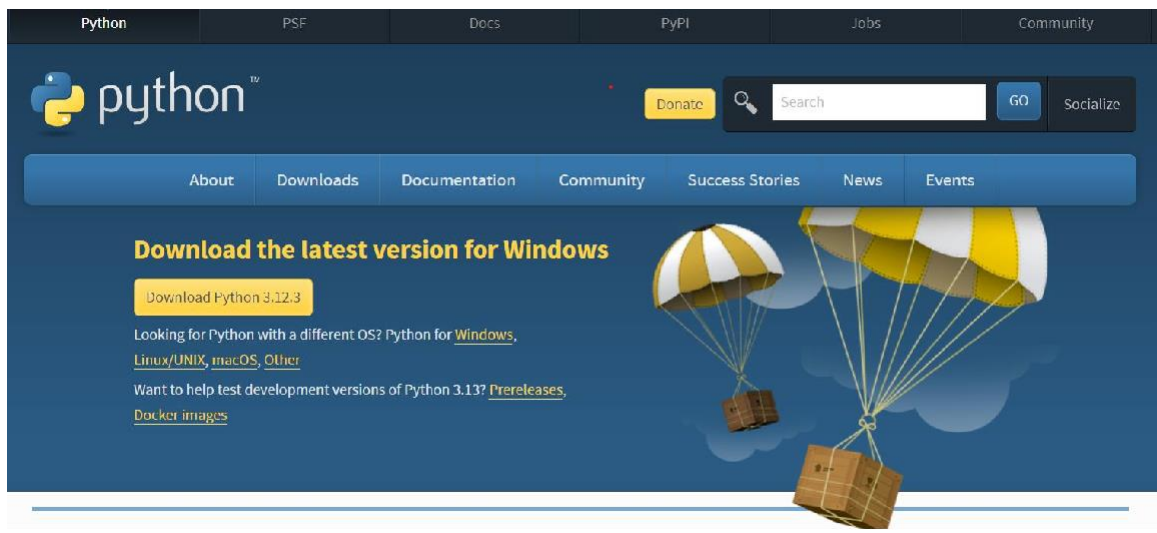 Python PSF Docs PyPI Jobs Community
python™
Donate Search GO Socialize
About Downloads Documentation Community Success Stories News Events
Download the latest version for Windows
Download Python 3.12.3
Looking for Python with a different OS? Python for Windows,
Linux/UNIX, macOS, Other
Want to help test development versions of Python 3.13? Prereleases,
Docker images